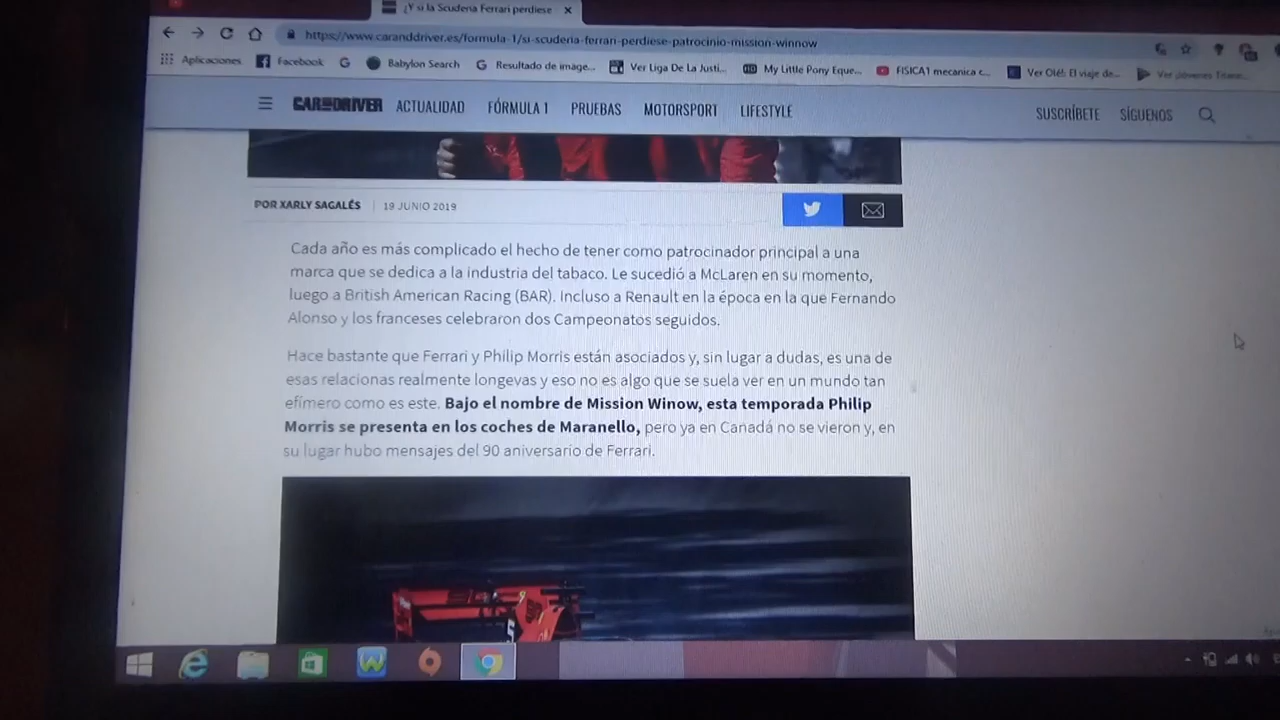 ¿Y si la Scuderia Ferrari perdiese
https://www.caranddriver.es/formula-1/si-scuderia-ferrari-perdiese-patrocinio-mission-winnow
Aplicaciones Facebook Babylon Search Resultado de image... Ver Liga De La Justi... My Little Pony Eque... FISICA1 mecanica c... Ver Olé!: El viaje de... Ver Jóvenes Titane...
CAR AND DRIVER ACTUALIDAD FÓRMULA 1 PRUEBAS MOTORSPORT LIFESTYLE SUSCRÍBETE SÍGUENOS
POR XARLY SAGALÉS 19 JUNIO 2019
Cada año es más complicado el hecho de tener como patrocinador principal a una
marca que se dedica a la industria del tabaco. Le sucedió a McLaren en su momento,
luego a British American Racing (BAR). Incluso a Renault en la época en la que Fernando
Alonso y los franceses celebraron dos Campeonatos seguidos.
Hace bastante que Ferrari y Philip Morris están asociados y, sin lugar a dudas, es una de
esas relacionas realmente longevas y eso no es algo que se suela ver en un mundo tan
efímero como es este. Bajo el nombre de Mission Winow, esta temporada Philip
Morris se presenta en los coches de Maranello, pero ya en Canadá no se vieron y, en
su lugar hubo mensajes del 90 aniversario de Ferrari.